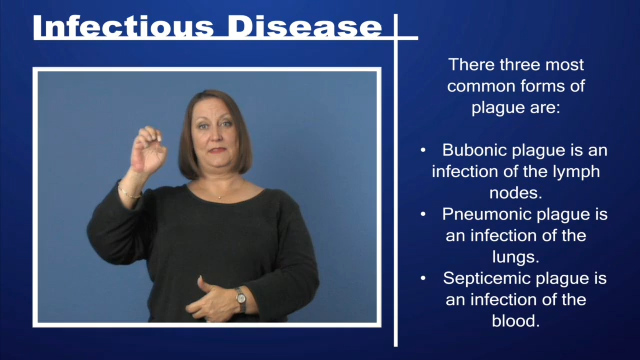 Infectious Disease
There three most
common forms of
plague are:
• Bubonic plague is an
infection of the lymph
nodes.
• Pneumonic plague is
an infection of the
lungs.
• Septicemic plague is
an infection of the
blood.